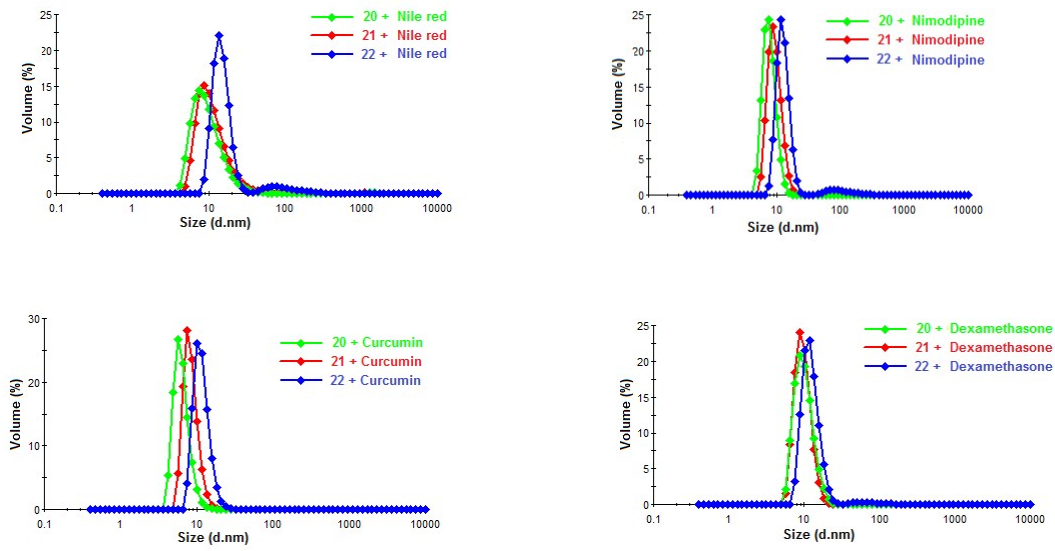 25
20
15
10
5
0
Volume (%)
0.1 1 10 100 1000 10000
Size (d.nm)
20 + Nile red
21 + Nile red
22 + Nile red
25
20
15
10
5
0
Volume (%)
0.1 1 10 100 1000 10000
Size (d.nm)
20 + Nimodipine
21 + Nimodipine
22 + Nimodipine
30
20
10
0
Volume (%)
0.1 1 10 100 1000 10000
Size (d.nm)
20 + Curcumin
21 + Curcumin
22 + Curcumin
25
20
15
10
5
0
Volume (%)
0.1 1 10 100 1000 10000
Size (d.nm)
20 + Dexamethasone
21 + Dexamethasone
22 + Dexamethasone